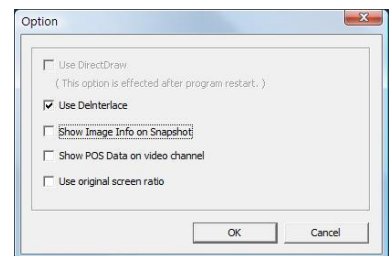 Option
Use DirectDraw
( This option is effected after program restart. )
Use DeInterlace
Show Image Info on Snapshot
Show POS Data on video channel
Use original screen ratio
OK
Cancel